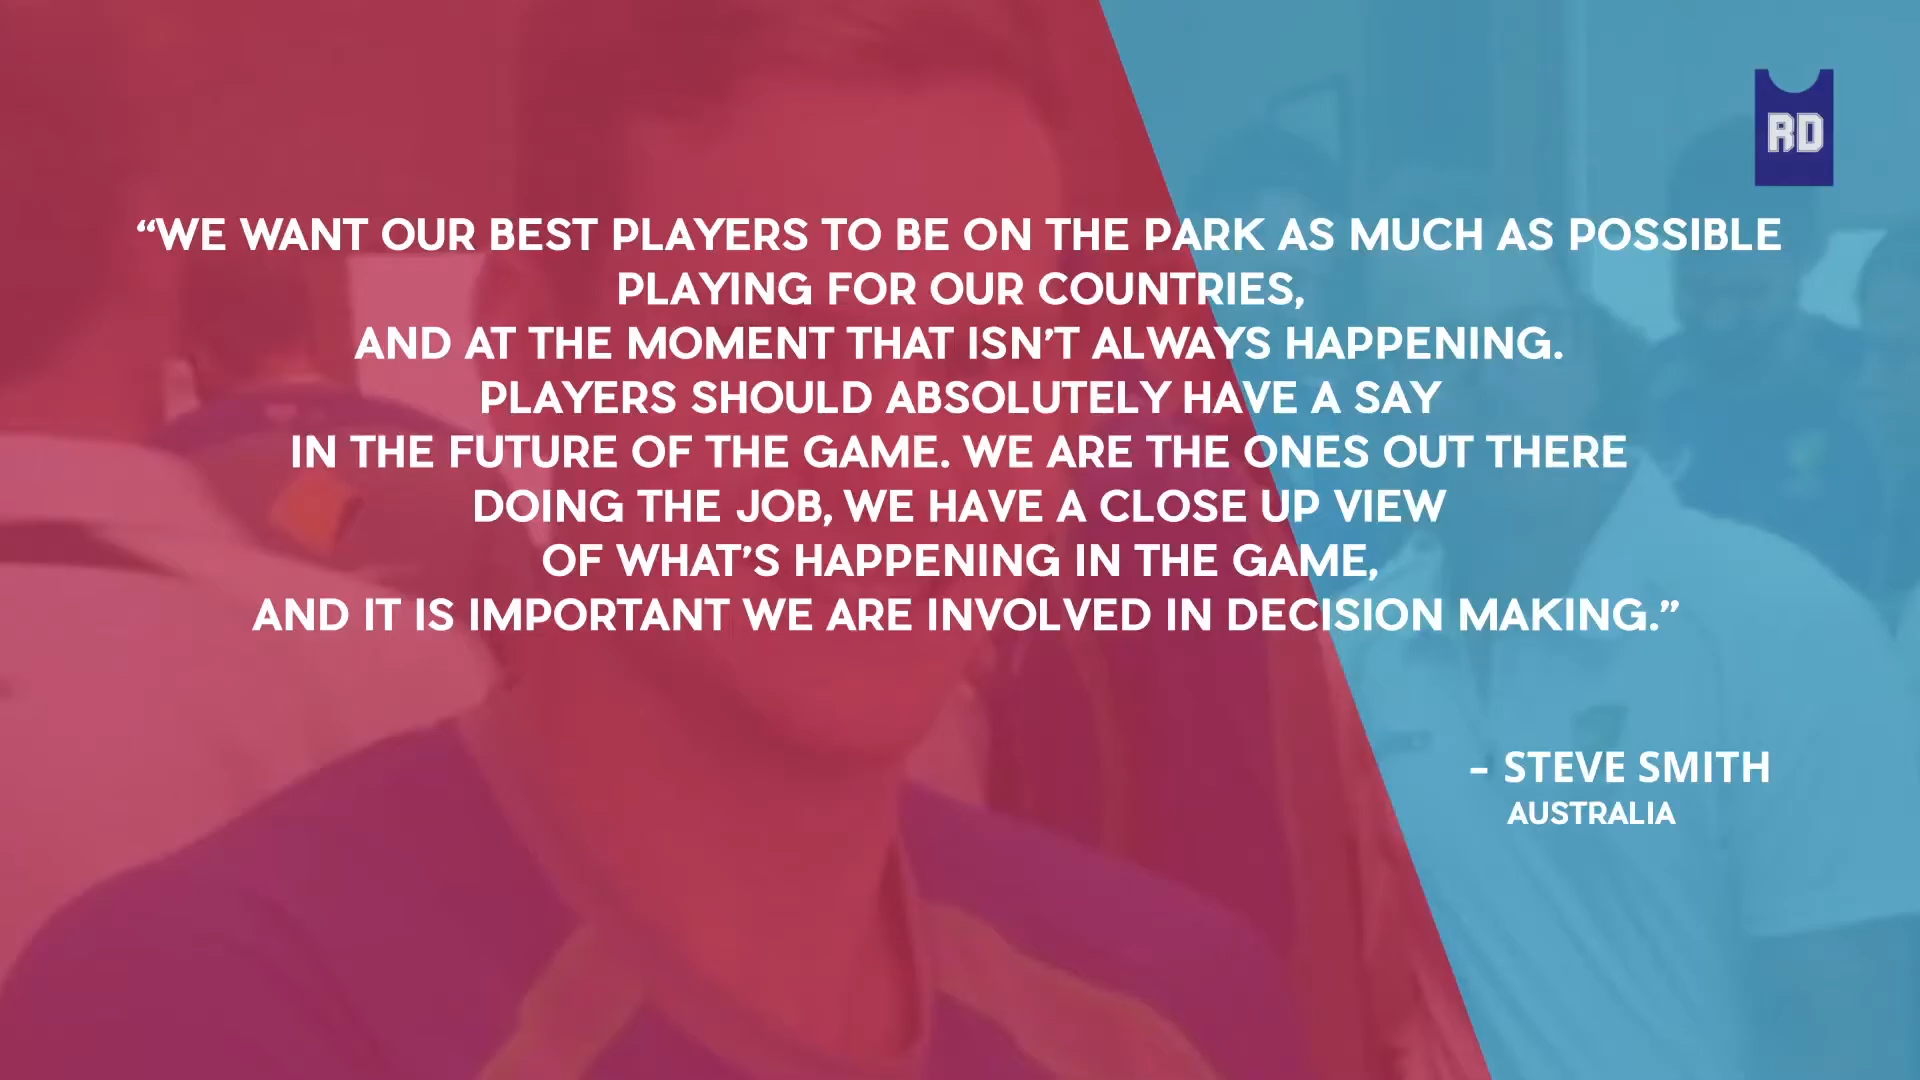 RD
“WE WANT OUR BEST PLAYERS TO BE ON THE PARK AS MUCH AS POSSIBLE
PLAYING FOR OUR COUNTRIES,
AND AT THE MOMENT THAT ISN’T ALWAYS HAPPENING.
PLAYERS SHOULD ABSOLUTELY HAVE A SAY
IN THE FUTURE OF THE GAME. WE ARE THE ONES OUT THERE
DOING THE JOB, WE HAVE A CLOSE UP VIEW
OF WHAT’S HAPPENING IN THE GAME,
AND IT IS IMPORTANT WE ARE INVOLVED IN DECISION MAKING.”
– STEVE SMITH
AUSTRALIA